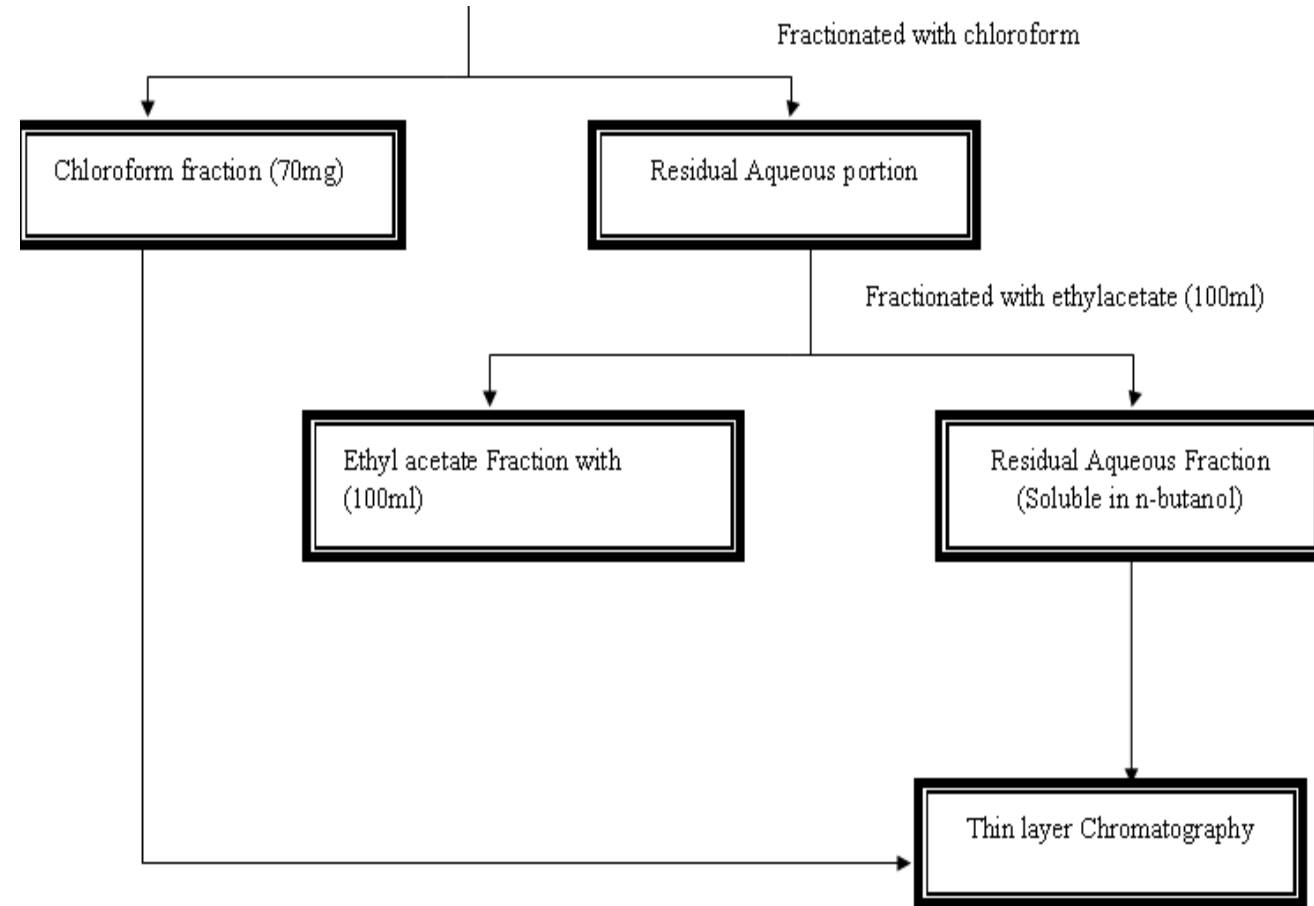 Fractionated with chloroform
Chloroform fraction (70mg)
Residual Aqueous portion
Fractionated with ethylacetate (100ml)
Ethyl acetate Fraction with
(100ml)
Residual Aqueous Fraction
(Soluble in n-butanol)
Thin layer Chromatography